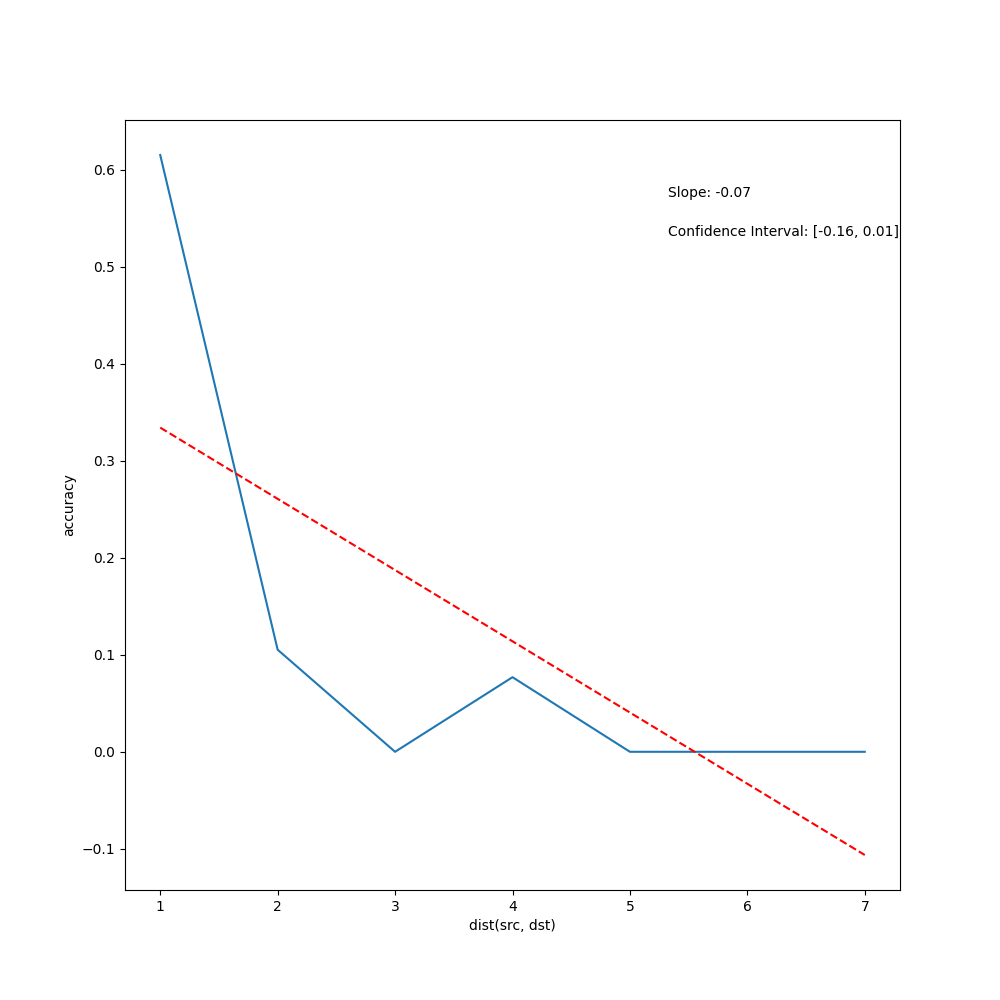 Slope: -0.07
Confidence Interval: [-0.16, 0.01]
0.6
0.5
0.4
0.3
0.2
0.1
0.0
−0.1
accuracy
1 2 3 4 5 6 7
dist(src, dst)